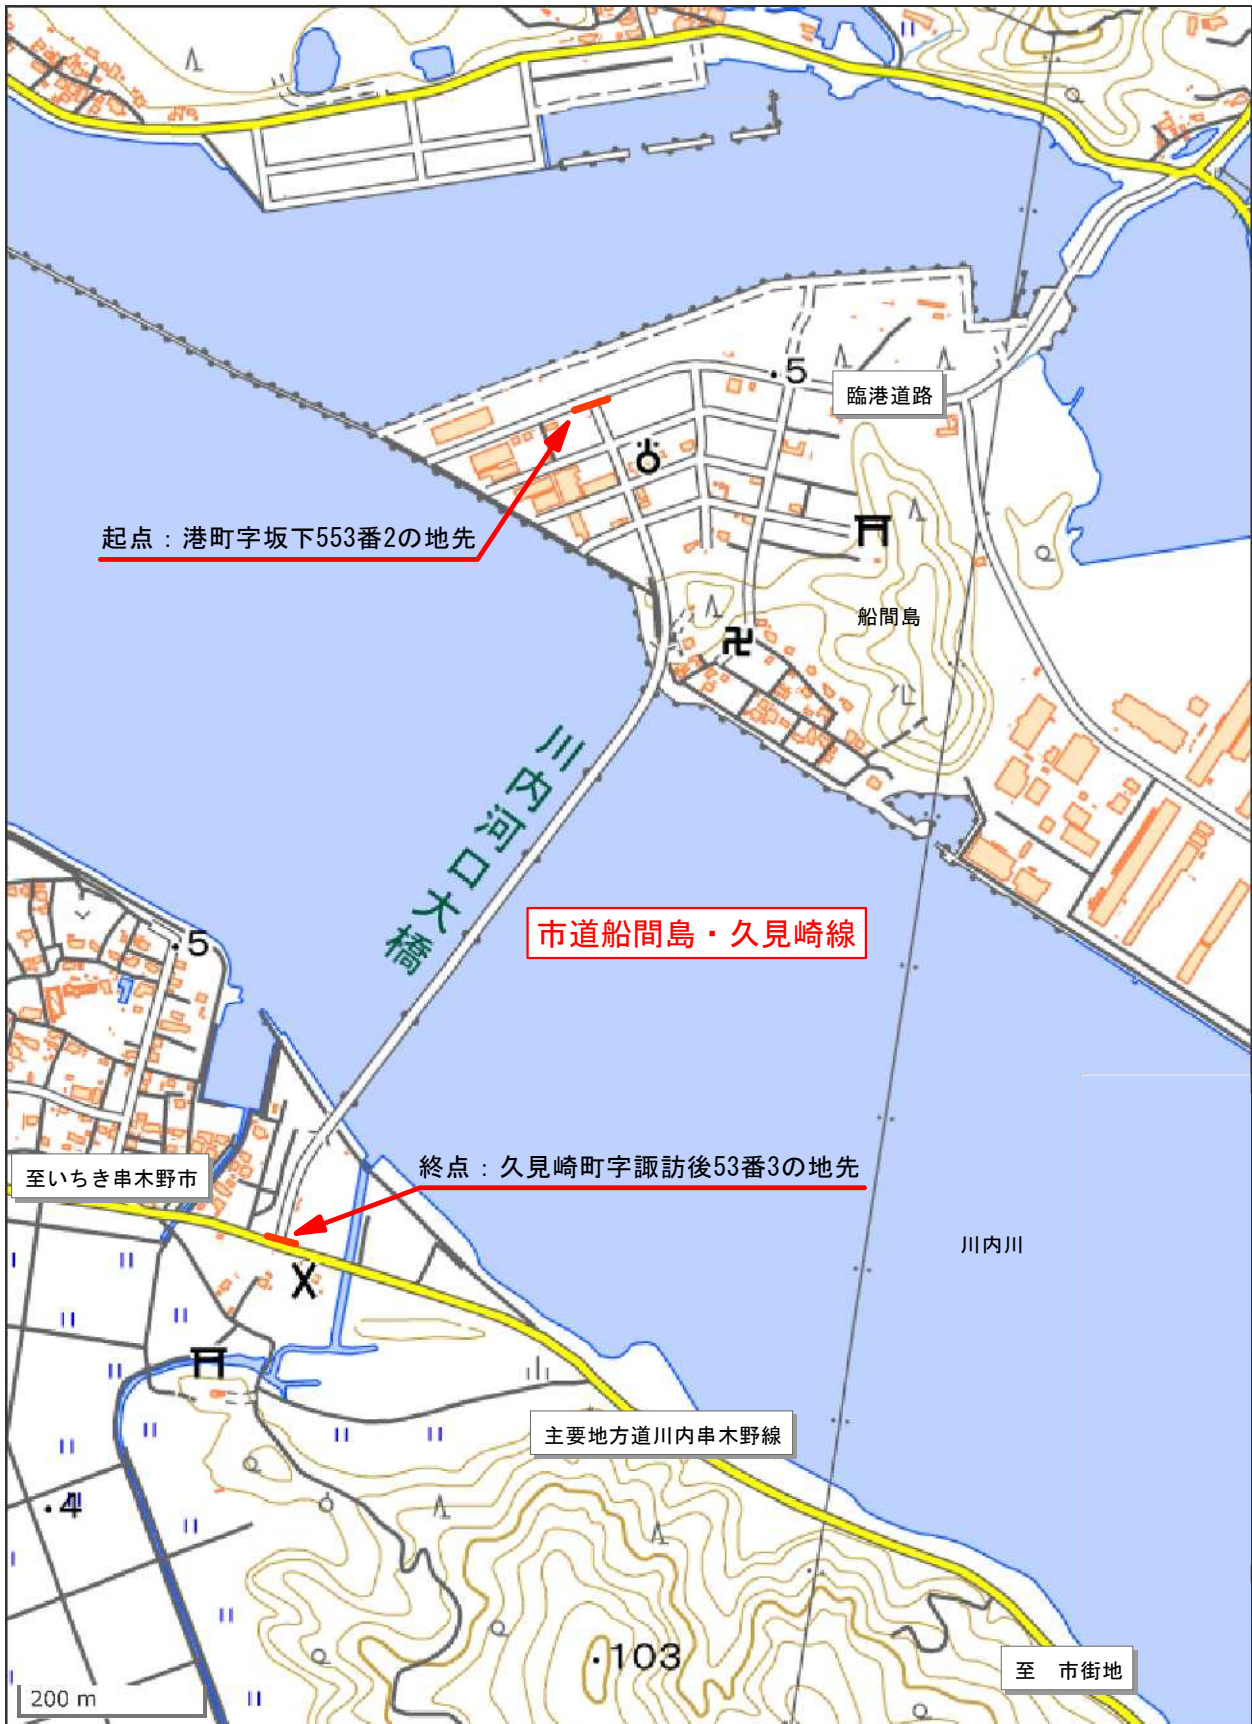 ・5
臨港道路
起点：港町字坂下553番2の地先
船間島
川内河口大橋
市道船間島・久見崎線
・5
至いちき串木野市
終点：久見崎町字諏訪後53番3の地先
川内川
主要地方道川内串木野線
・4
・103
至　市街地
200 m